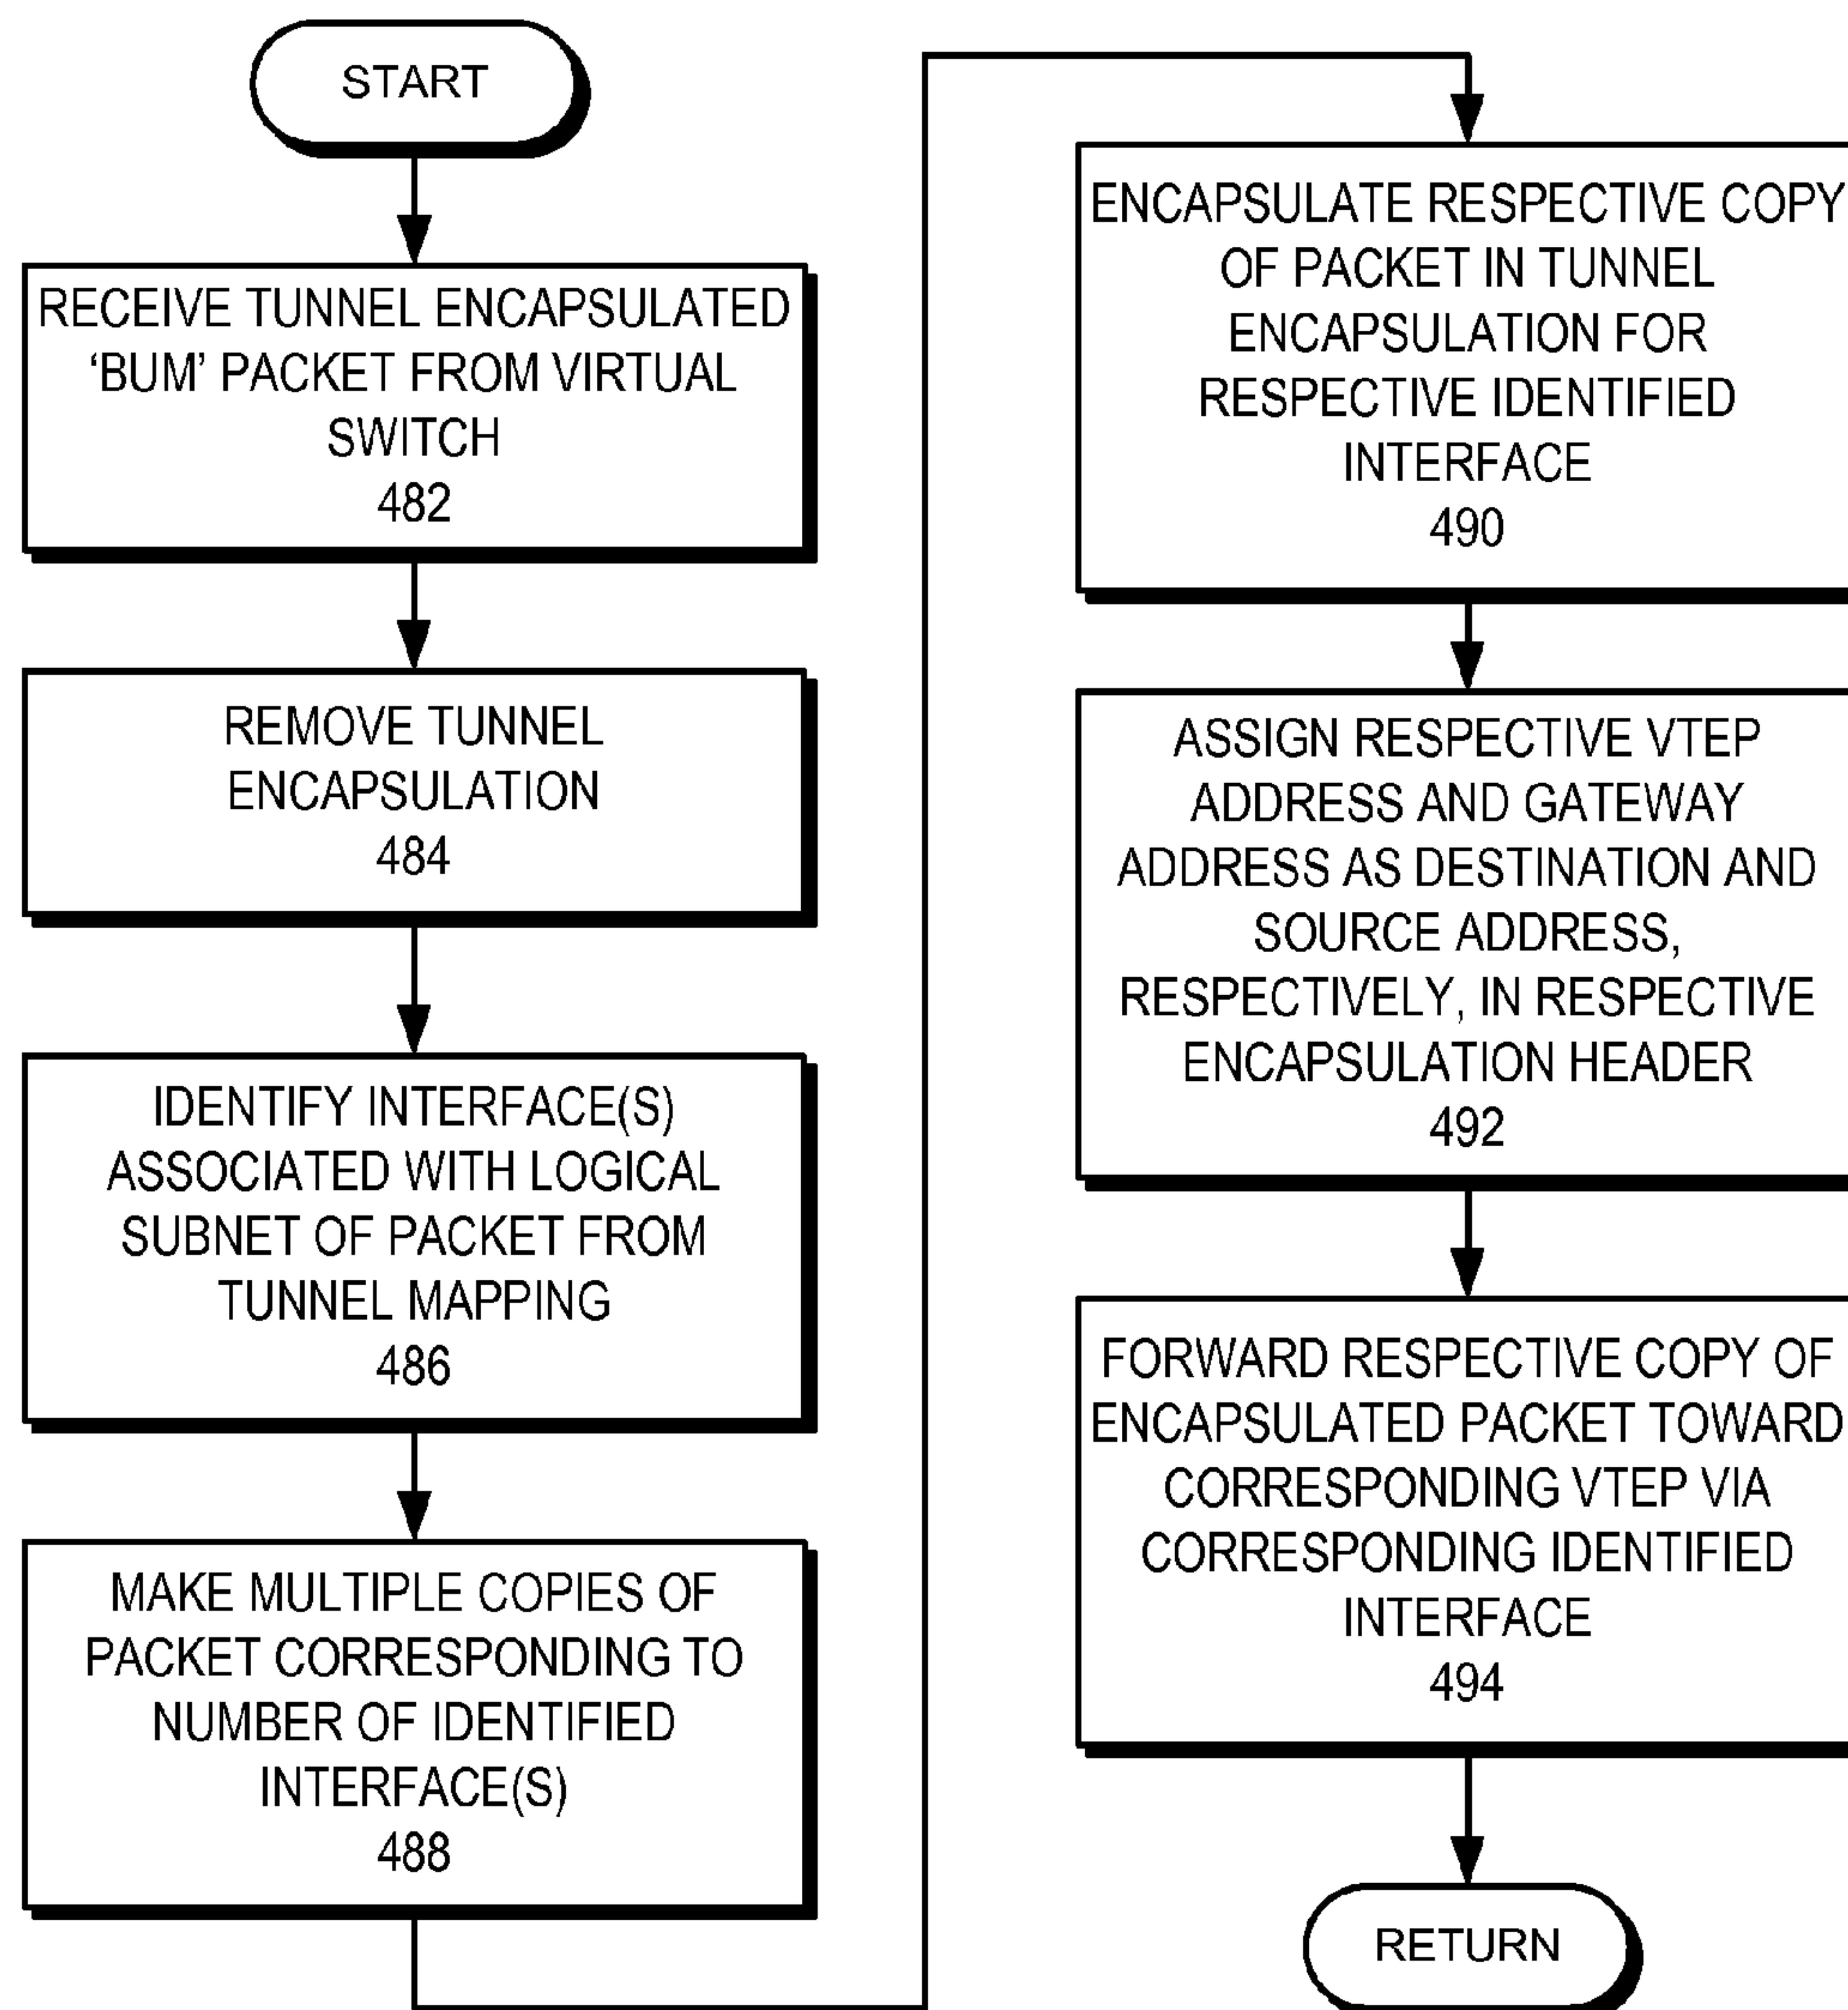 START
RECEIVE TUNNEL ENCAPSULATED
‘BUM’ PACKET FROM VIRTUAL
SWITCH
482
REMOVE TUNNEL
ENCAPSULATION
484
IDENTIFY INTERFACE(S)
ASSOCIATED WITH LOGICAL
SUBNET OF PACKET FROM
TUNNEL MAPPING
486
MAKE MULTIPLE COPIES OF
PACKET CORRESPONDING TO
NUMBER OF IDENTIFIED
INTERFACE(S)
488
ENCAPSULATE RESPECTIVE COPY
OF PACKET IN TUNNEL
ENCAPSULATION FOR
RESPECTIVE IDENTIFIED
INTERFACE
490
ASSIGN RESPECTIVE VTEP
ADDRESS AND GATEWAY
ADDRESS AS DESTINATION AND
SOURCE ADDRESS,
RESPECTIVELY, IN RESPECTIVE
ENCAPSULATION HEADER
492
FORWARD RESPECTIVE COPY OF
ENCAPSULATED PACKET TOWARD
CORRESPONDING VTEP VIA
CORRESPONDING IDENTIFIED
INTERFACE
494
RETURN